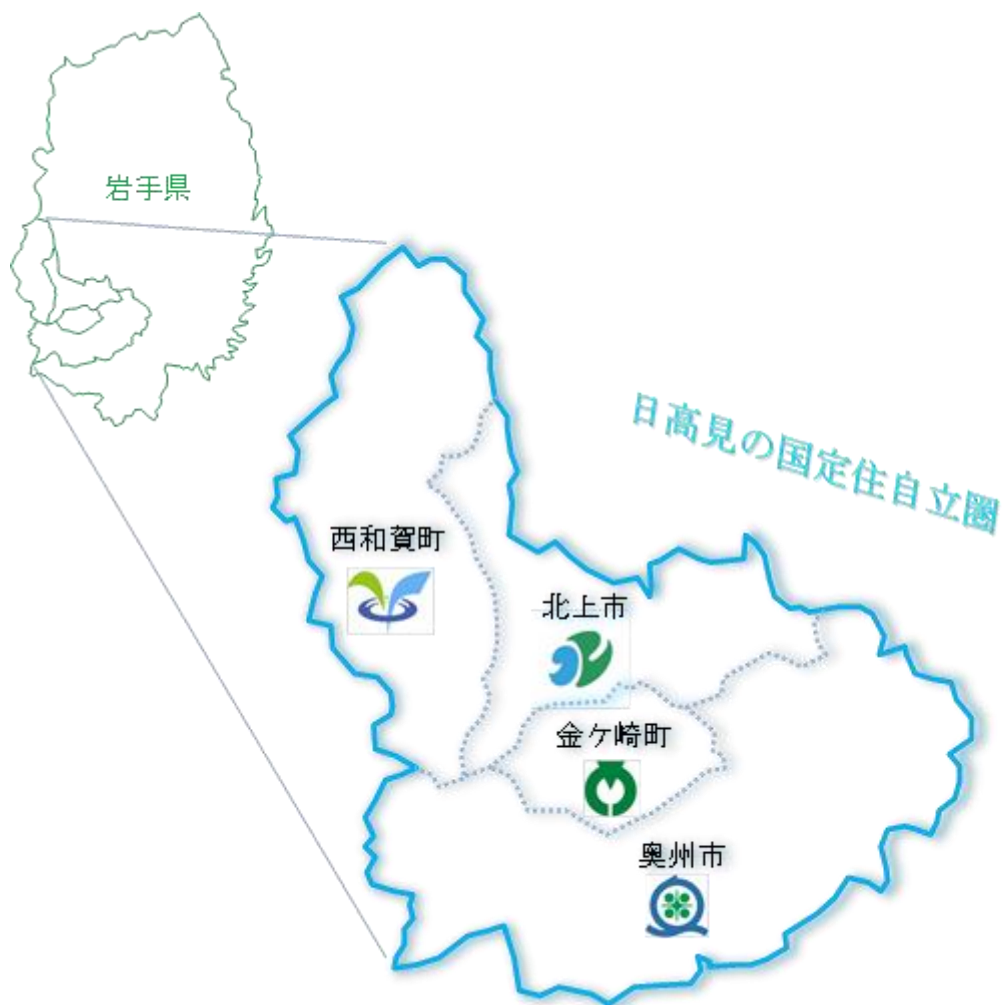 岩手県
日高見の国定住自立圏
西和賀町
北上市
金ケ崎町
奥州市